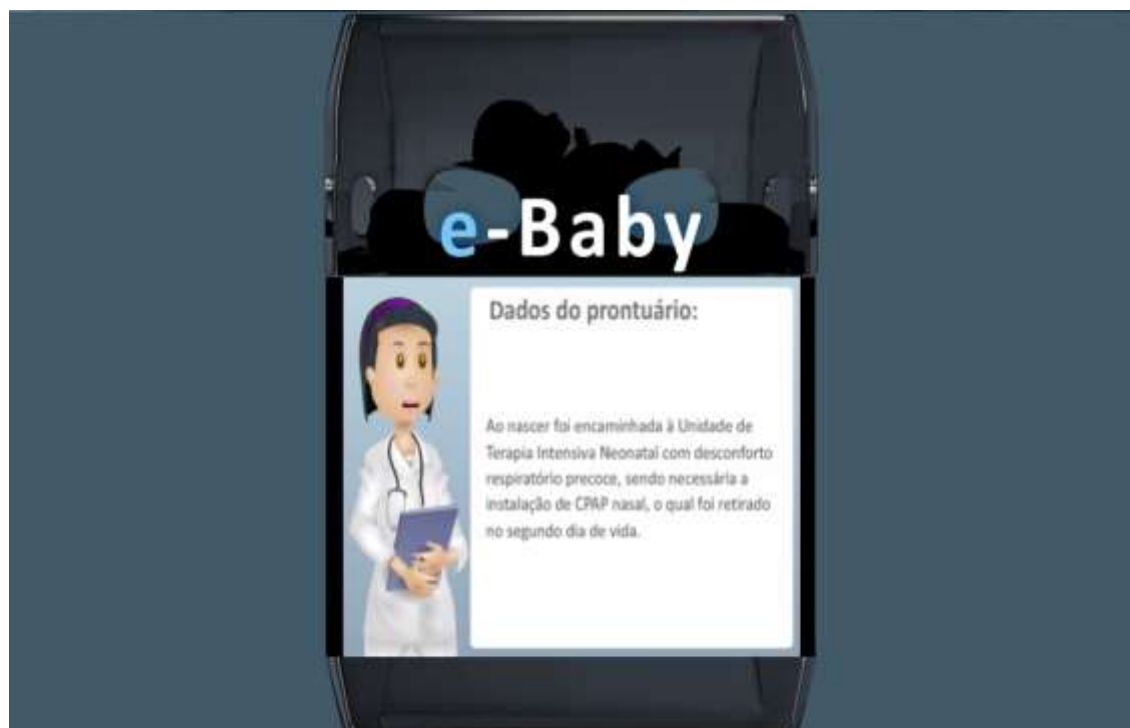 e-Baby
Dados do prontuário:
Ao nascer foi encaminhada à Unidade de
Terapia Intensiva Neonatal com desconforto
respiratório precoce, sendo necessária a
instalação de CPAP nasal, o qual foi retirado
no segundo dia de vida.